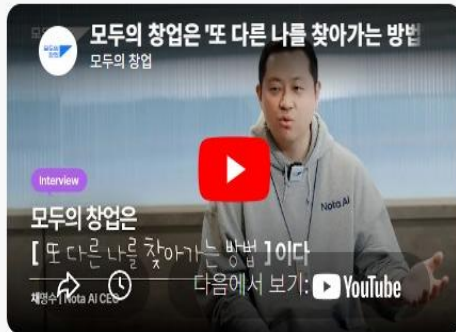 모두의 창업은 '또 다른 나를 찾아가는 방법
모두의 창업
Interview
Nota AI
모두의 창업은
[ 또 다른 나를 찾아가는 방법 ] 이다
다음에서 보기: YouTube
채명수 | Nota AI CEO